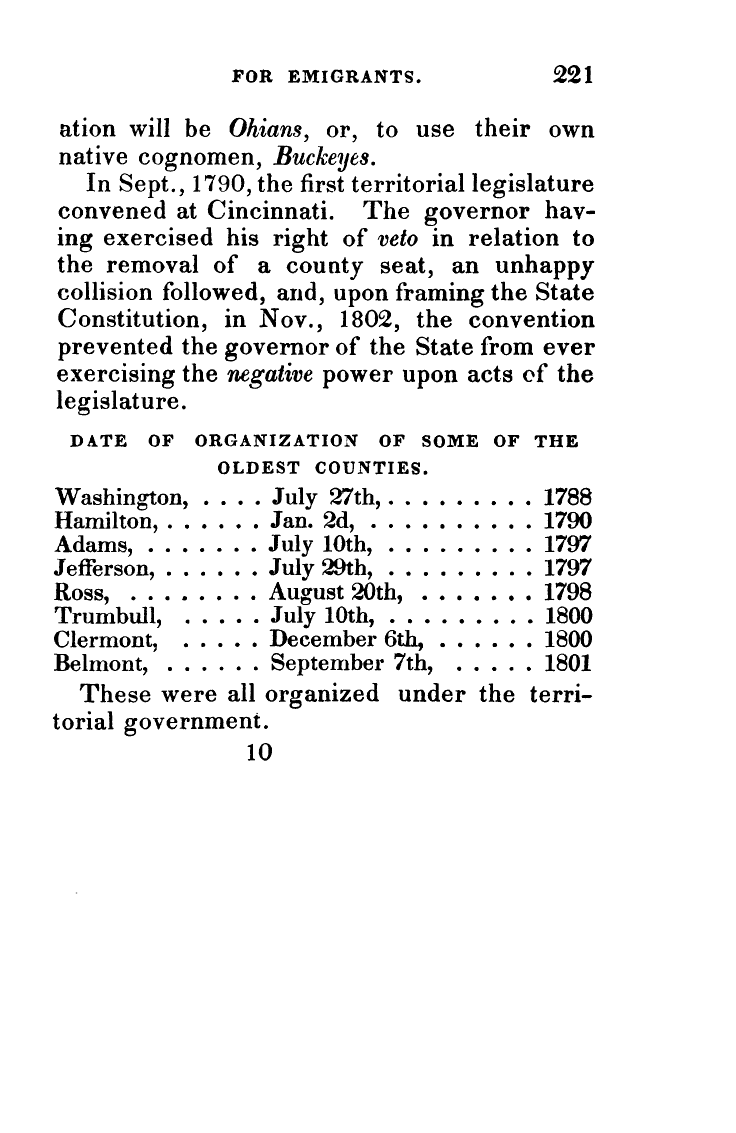 FOR EMIGRANTS. 221
ation will be Ohians, or, to use their own
native cognomen, Buckeyes.
In Sept., 1790, the first territorial legislature
convened at Cincinnati. The governor hav-
ing exercised his right of veto in relation to
the removal of a county seat, an unhappy
collision followed, and, upon framing the State
Constitution, in Nov., 1802, the convention
prevented the governor of the State from ever
exercising the negative power upon acts of the
legislature.
DATE OF ORGANIZATION OF SOME OF THE
OLDEST COUNTIES.
Washington, . . . . July 27th, . . . . . . . . . 1788
Hamilton, . . . . . . Jan. 2d, . . . . . . . . . . 1790
Adams, . . . . . . . July 10th, . . . . . . . . . 1797
Jefferson, . . . . . . July 29th, . . . . . . . . . 1797
Ross, . . . . . . . . August 20th, . . . . . . . 1798
Trumbull, . . . . . July 10th, . . . . . . . . . 1800
Clermont, . . . . . December 6th, . . . . . . 1800
Belmont, . . . . . . September 7th, . . . . . 1801
These were all organized under the terri-
torial government.
10